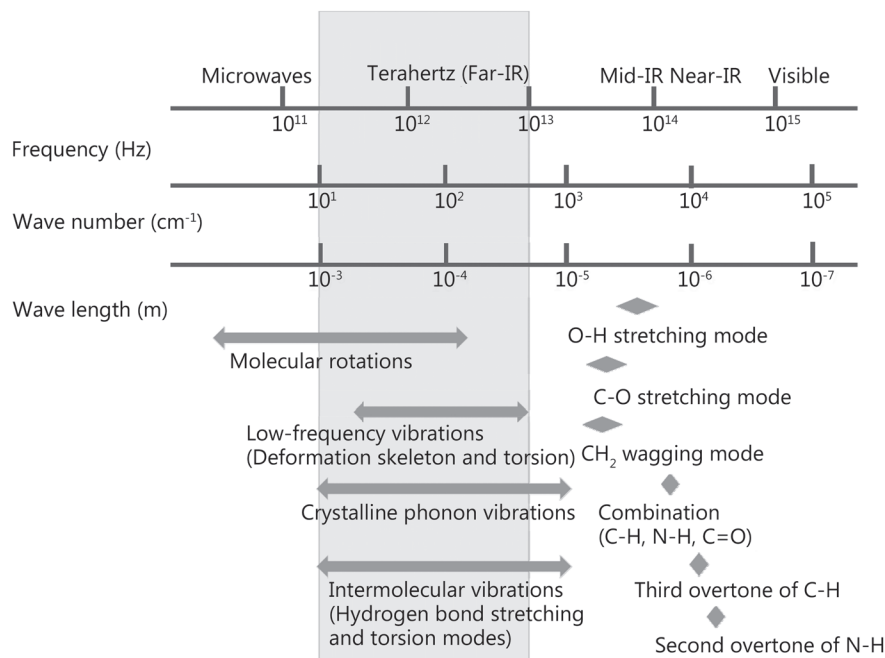 Microwaves Terahertz (Far-IR) Mid-IR Near-IR Visible
10¹¹ 10¹² 10¹³ 10¹⁴ 10¹⁵
Frequency (Hz)
10¹ 10² 10³ 10⁴ 10⁵
Wave number (cm⁻¹)
10⁻³ 10⁻⁴ 10⁻⁵ 10⁻⁶ 10⁻⁷
Wave length (m)
O-H stretching mode
Molecular rotations
C-O stretching mode
Low-frequency vibrations
(Deformation skeleton and torsion)
CH₂ wagging mode
Crystalline phonon vibrations
Combination
(C-H, N-H, C=O)
Intermolecular vibrations
(Hydrogen bond stretching
and torsion modes)
Third overtone of C-H
Second overtone of N-H